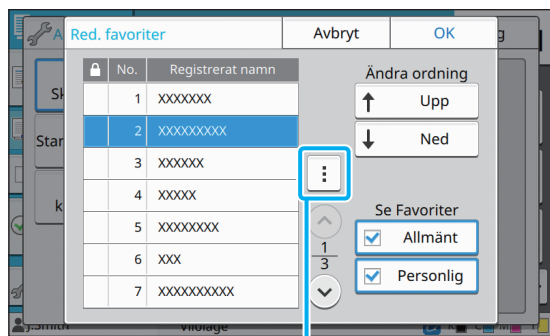 Red. favoriter
Avbryt
OK
No. Registrerat namn
1 XXXXXXX
2 XXXXXXXXX
3 XXXXXX
4 XXXXX
5 XXXXXXXX
6 XXX
7 XXXXXXXXXX
1
3
Ändra ordning
Upp
Ned
Se Favoriter
Allmänt
Personlig